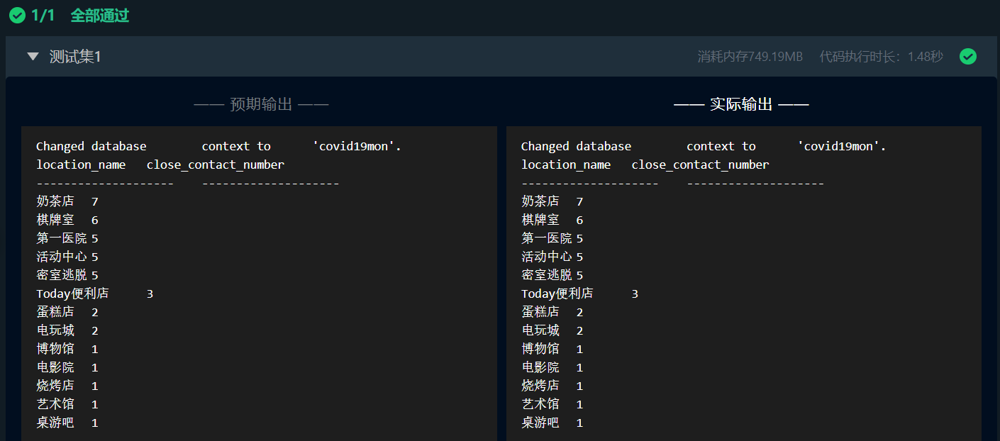 1/1 全部通过
测试集1 消耗内存749.19MB 代码执行时长：1.48秒
—— 预期输出 ——
Changed database context to 'covid19mon'.
location_name close_contact_number
-------------------- --------------------
奶茶店 7
棋牌室 6
第一医院 5
活动中心 5
密室逃脱 5
Today便利店 3
蛋糕店 2
电玩城 2
博物馆 1
电影院 1
烧烤店 1
艺术馆 1
桌游吧 1
—— 实际输出 ——
Changed database context to 'covid19mon'.
location_name close_contact_number
-------------------- --------------------
奶茶店 7
棋牌室 6
第一医院 5
活动中心 5
密室逃脱 5
Today便利店 3
蛋糕店 2
电玩城 2
博物馆 1
电影院 1
烧烤店 1
艺术馆 1
桌游吧 1